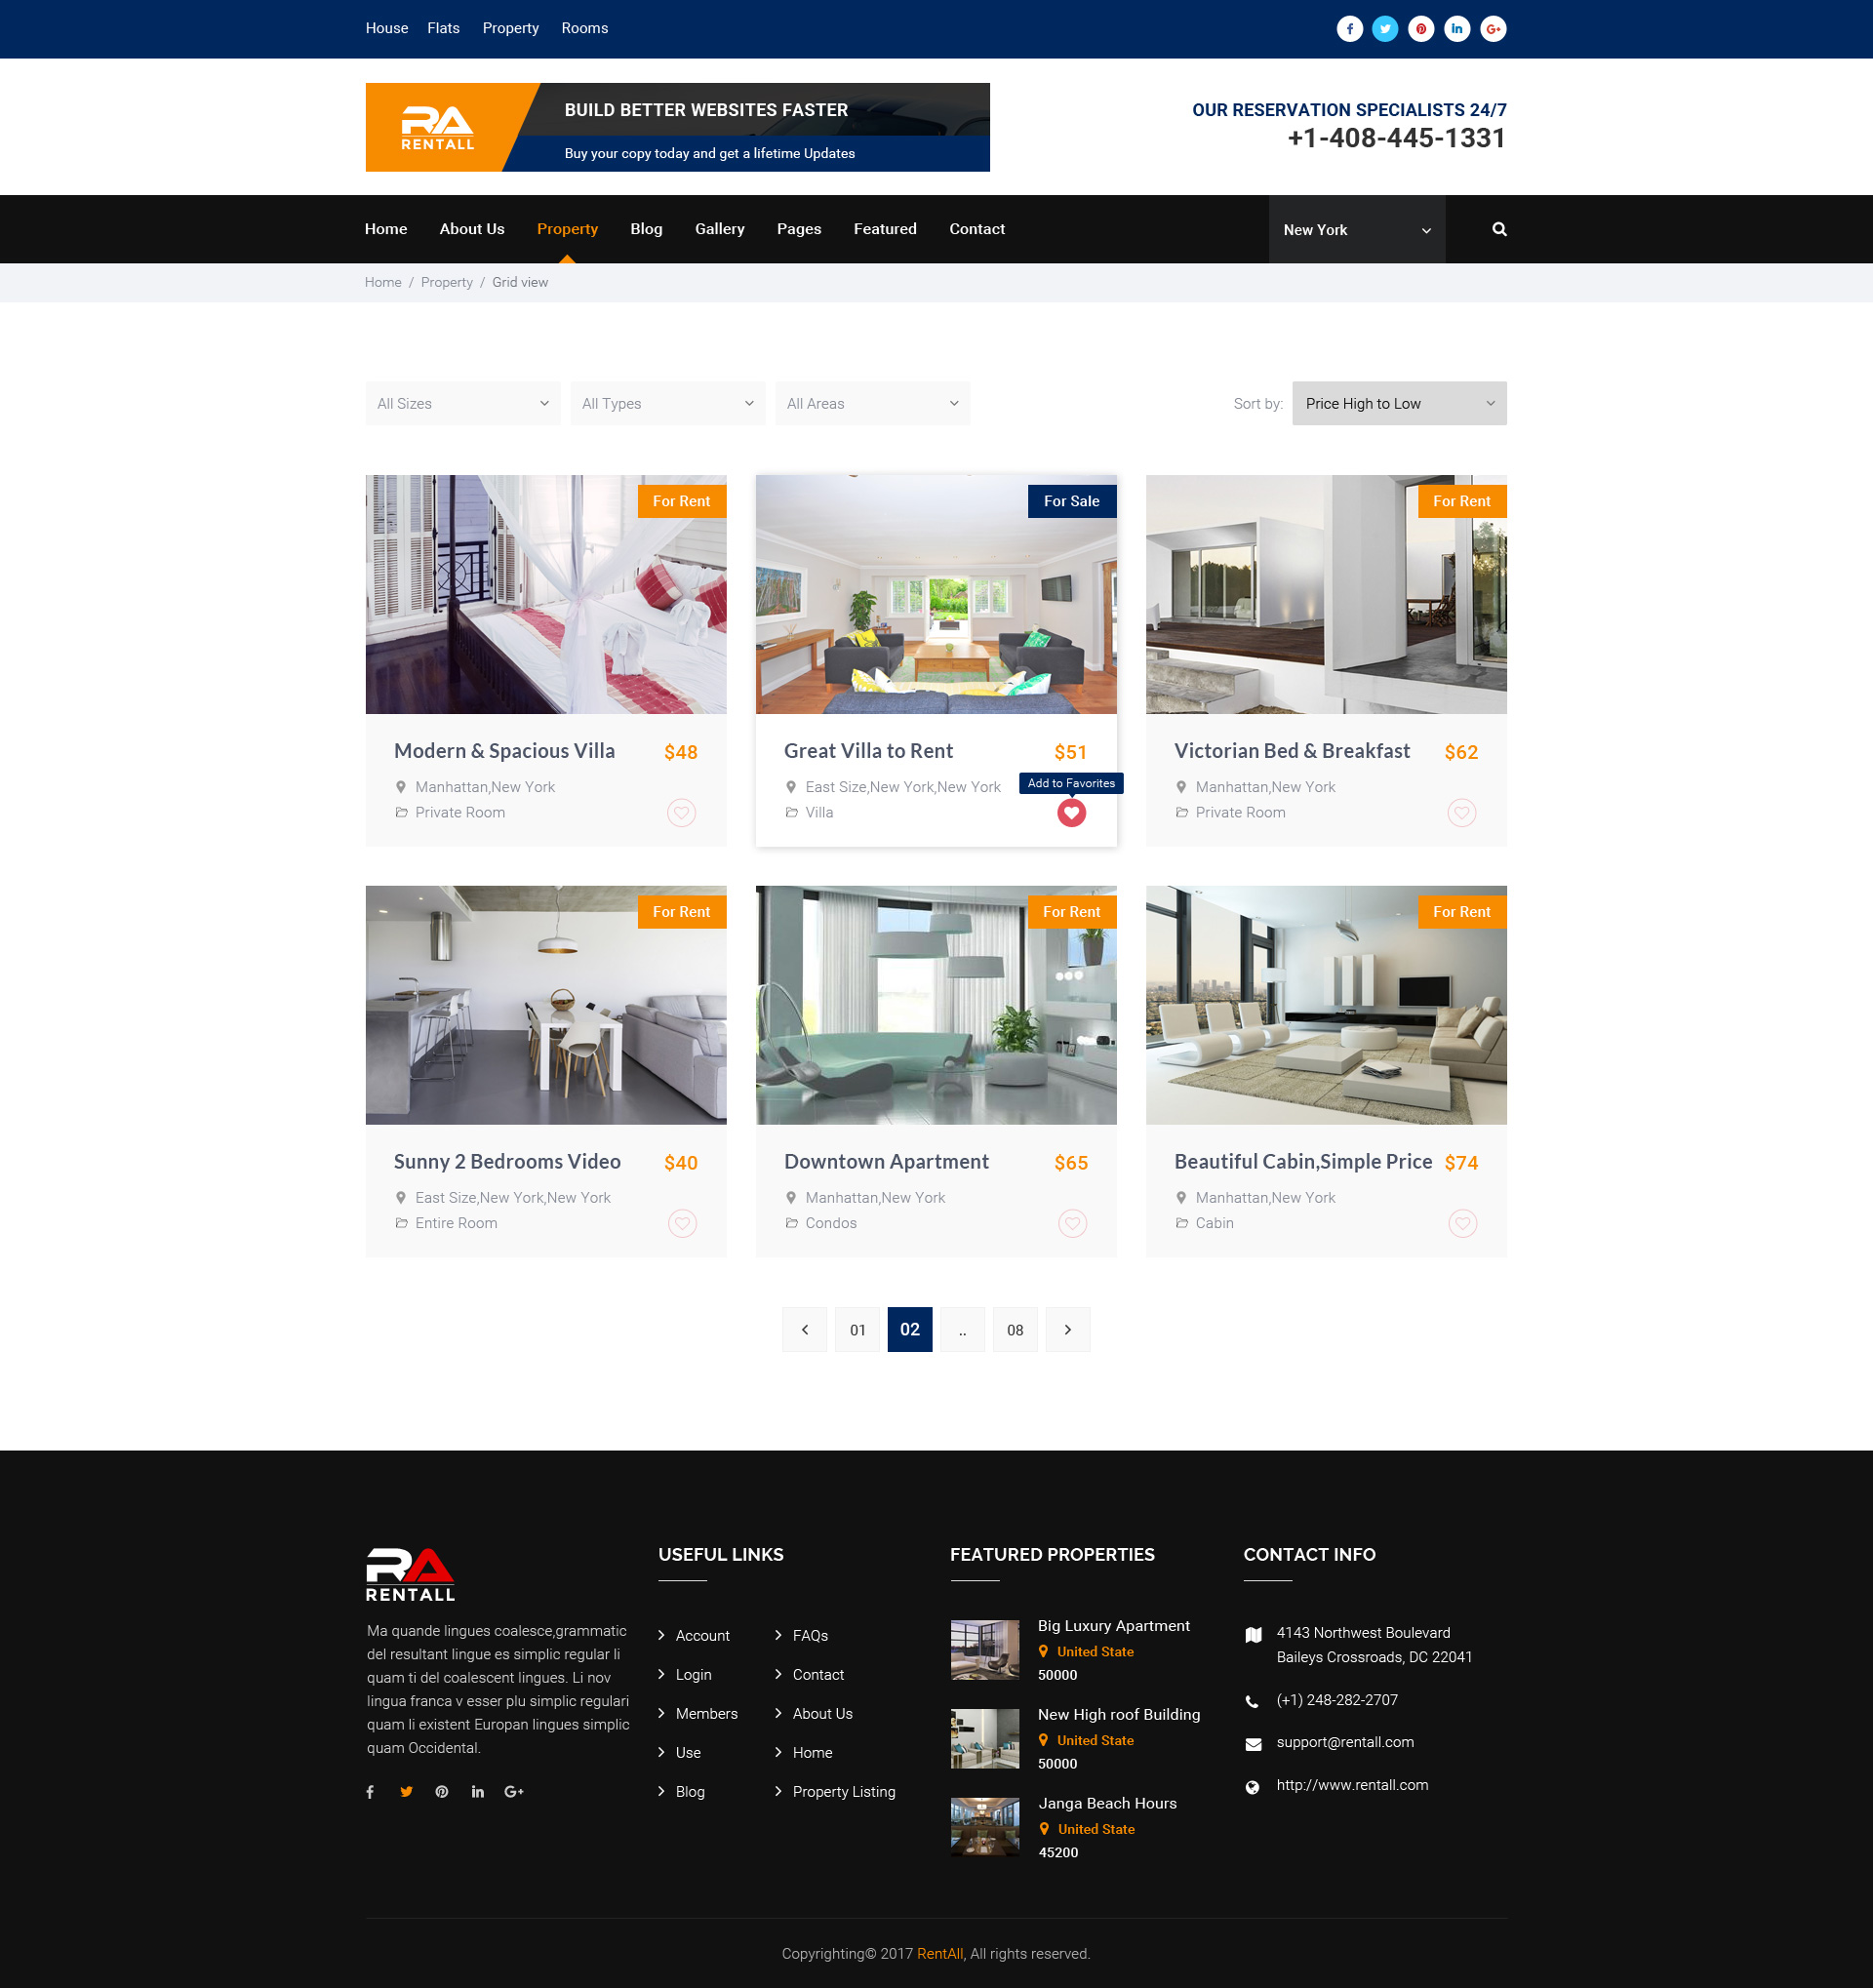 House Flats Property Rooms
RENTALL
BUILD BETTER WEBSITES FASTER
Buy your copy today and get a lifetime Updates
OUR RESERVATION SPECIALISTS 24/7
+1-408-445-1331
Home About Us Property Blog Gallery Pages Featured Contact New York
Home / Property / Grid view
All Sizes All Types All Areas Sort by: Price High to Low
For Rent
Modern & Spacious Villa $48
Manhattan,New York
Private Room
For Sale
Great Villa to Rent $51
East Size,New York,New York
Add to Favorites
Villa
For Rent
Victorian Bed & Breakfast $62
Manhattan,New York
Private Room
For Rent
Sunny 2 Bedrooms Video $40
East Size,New York,New York
Entire Room
For Rent
Downtown Apartment $65
Manhattan,New York
Condos
For Rent
Beautiful Cabin,Simple Price $74
Manhattan,New York
Cabin
01 02 .. 08
RA
RENTALL
Ma quande lingues coalesce,grammatic
del resultant lingue es simplic regular li
quam ti del coalescent lingues. Li nov
lingua franca v esser plu simplic regulari
quam li existent Europan lingues simplic
quam Occidental.
USEFUL LINKS
Account
Login
Members
Use
Blog
FAQs
Contact
About Us
Home
Property Listing
FEATURED PROPERTIES
Big Luxury Apartment
United State
50000
New High roof Building
United State
50000
Janga Beach Hours
United State
45200
CONTACT INFO
4143 Northwest Boulevard
Baileys Crossroads, DC 22041
(+1) 248-282-2707
support@rentall.com
http://www.rentall.com
Copyrighting© 2017 RentAll, All rights reserved.